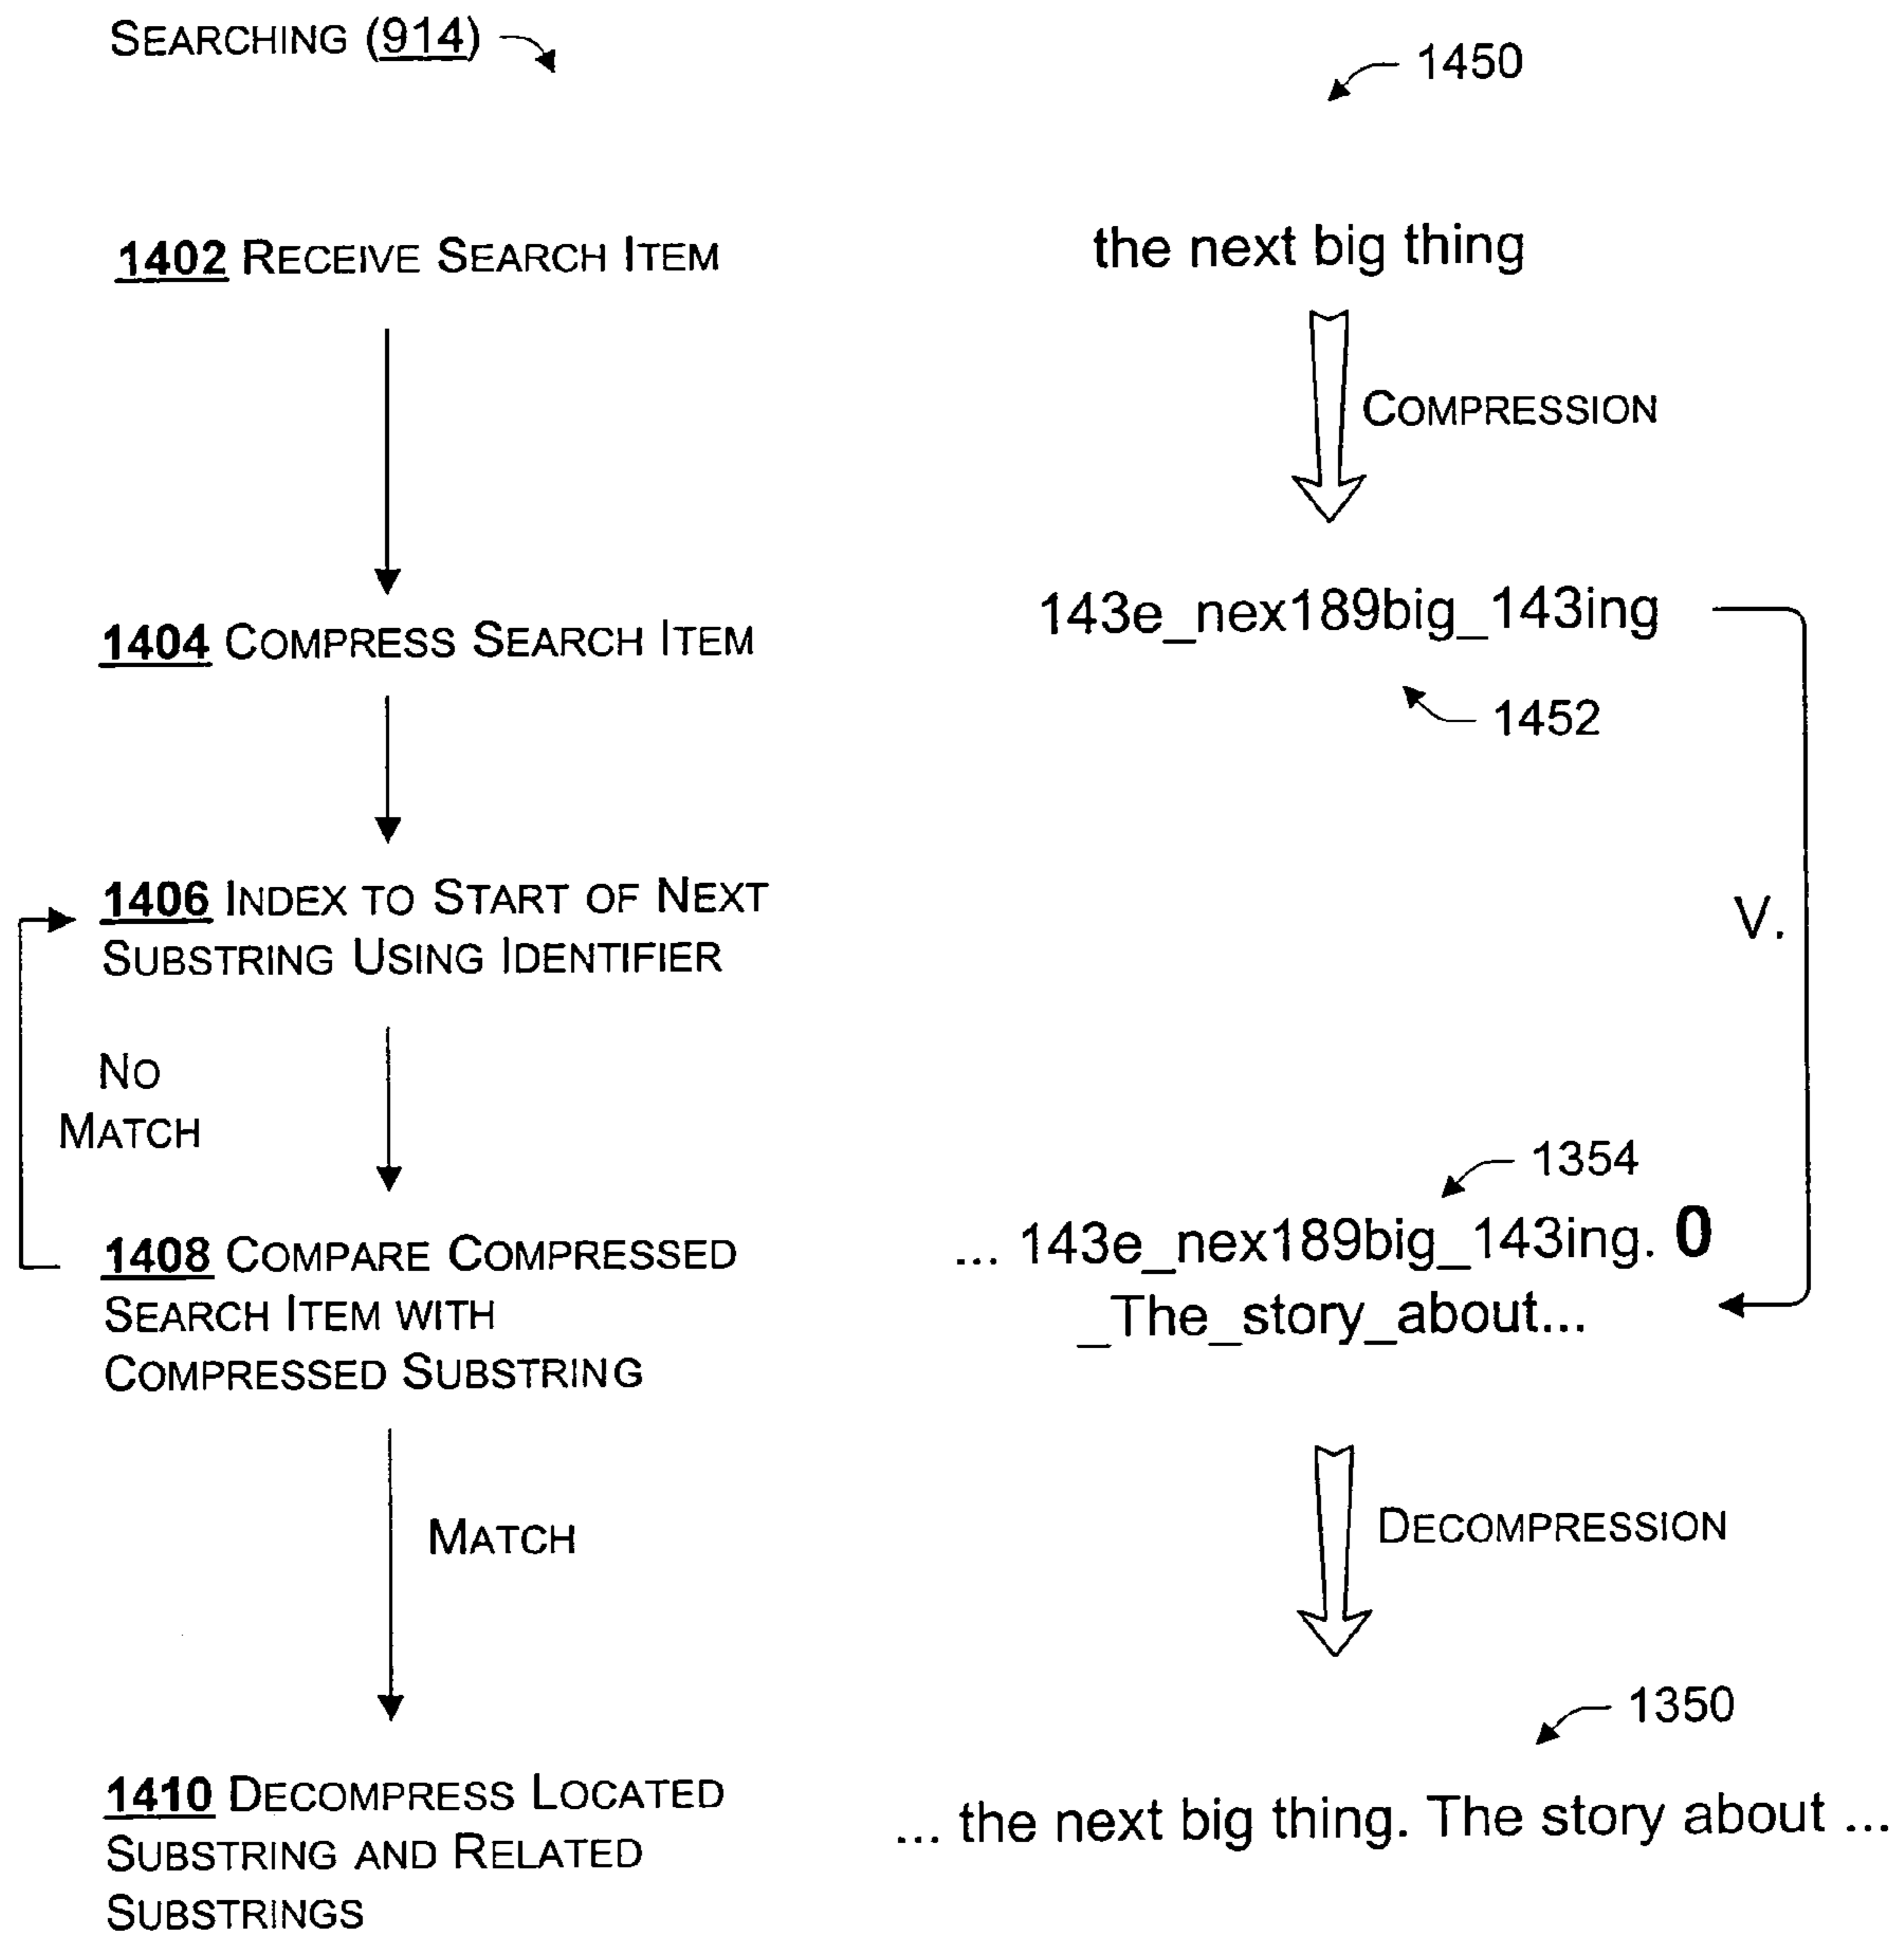 SEARCHING (914)
1450
1402 RECEIVE SEARCH ITEM
the next big thing
COMPRESSION
143e_nex189big_143ing
1404 COMPRESS SEARCH ITEM
1452
1406 INDEX TO START OF NEXT
SUBSTRING USING IDENTIFIER
V.
NO
MATCH
1354
1408 COMPARE COMPRESSED
SEARCH ITEM WITH
COMPRESSED SUBSTRING
... 143e_nex189big_143ing. 0
_The_story_about...
MATCH
DECOMPRESSION
1350
1410 DECOMPRESS LOCATED
SUBSTRING AND RELATED
SUBSTRINGS
... the next big thing. The story about ...